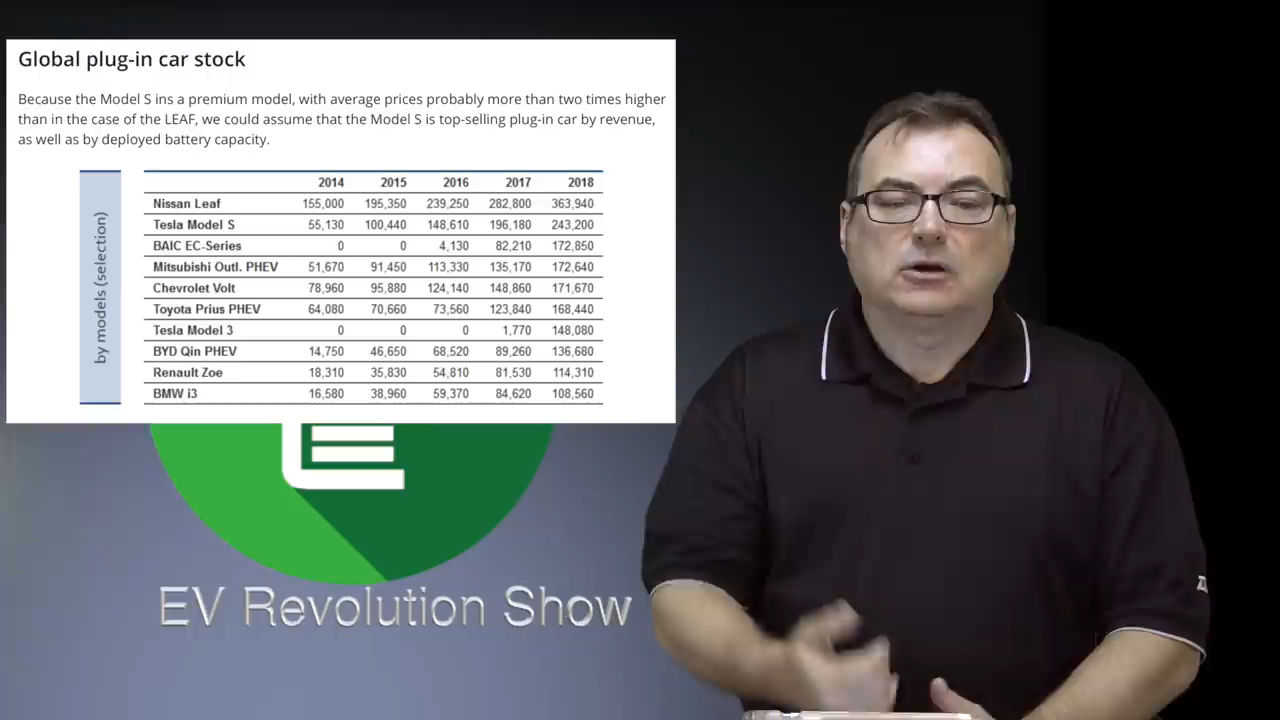 Global plug-in car stock
Because the Model S ins a premium model, with average prices probably more than two times higher
than in the case of the LEAF, we could assume that the Model S is top-selling plug-in car by revenue,
as well as by deployed battery capacity.
by models (selection)
2014 2015 2016 2017 2018
Nissan Leaf 155,000 195,350 239,250 282,800 363,940
Tesla Model S 55,130 100,440 148,610 196,180 243,200
BAIC EC-Series 0 0 4,130 82,210 172,850
Mitsubishi Outl. PHEV 51,670 91,450 113,330 135,170 172,640
Chevrolet Volt 78,960 95,880 124,140 148,860 171,670
Toyota Prius PHEV 64,080 70,660 73,560 123,840 168,440
Tesla Model 3 0 0 0 1,770 148,080
BYD Qin PHEV 14,750 46,650 68,520 89,260 136,680
Renault Zoe 18,310 35,830 54,810 81,530 114,310
BMW i3 16,580 38,960 59,370 84,620 108,560
EV Revolution Show